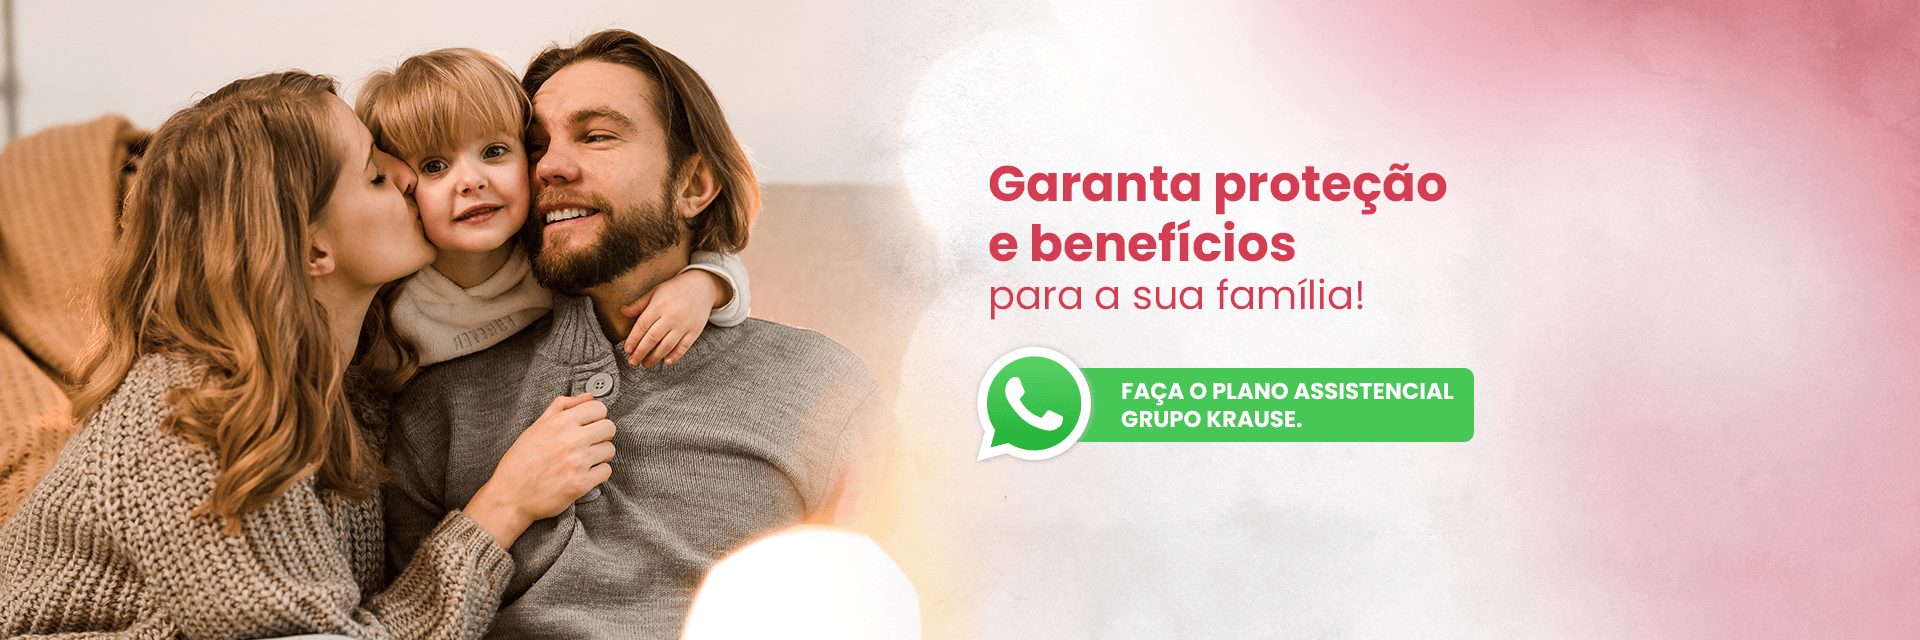 Garanta proteção
e benefícios
para a sua família!
FAÇA O PLANO ASSISTENCIAL
GRUPO KRAUSE.